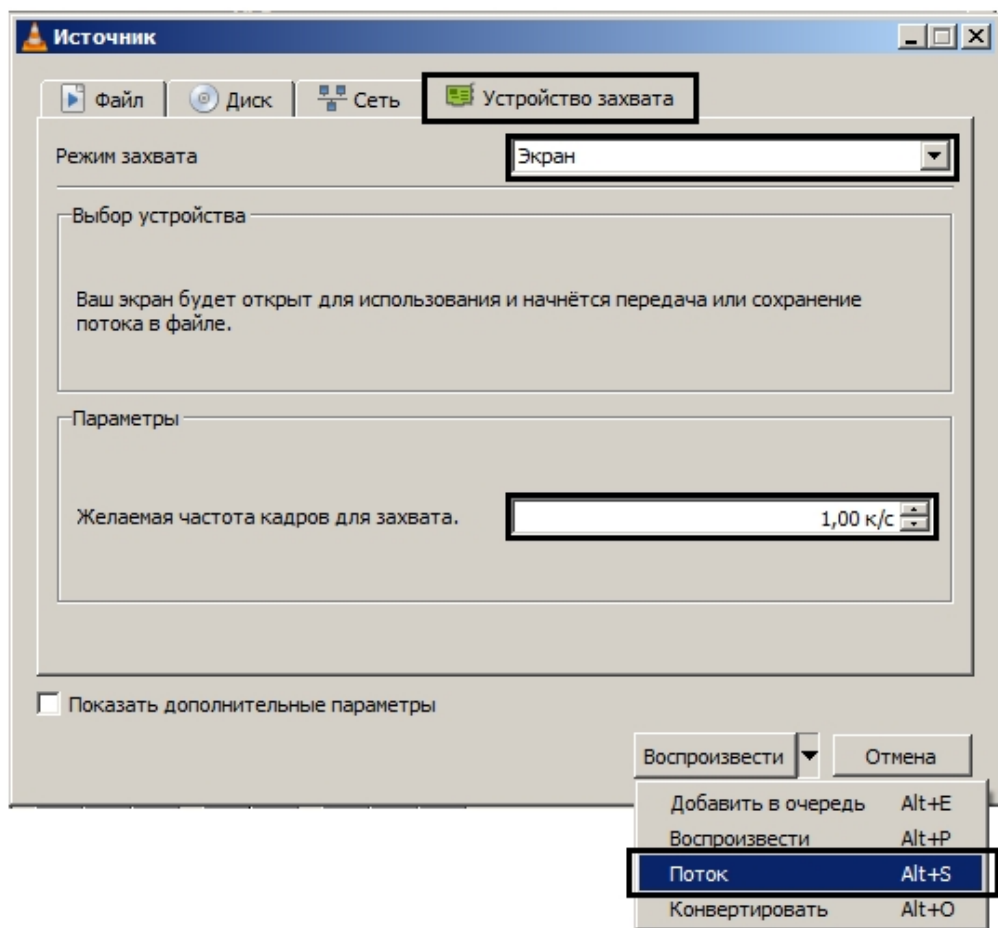 Источник
Файл Диск Сеть Устройство захвата
Режим захвата Экран
Выбор устройства
Ваш экран будет открыт для использования и начнётся передача или сохранение
потока в файле.
Параметры
Желаемая частота кадров для захвата. 1,00 к/с
Показать дополнительные параметры
Воспроизвести Отмена
Добавить в очередь Alt+E
Воспроизвести Alt+P
Поток Alt+S
Конвертировать Alt+O